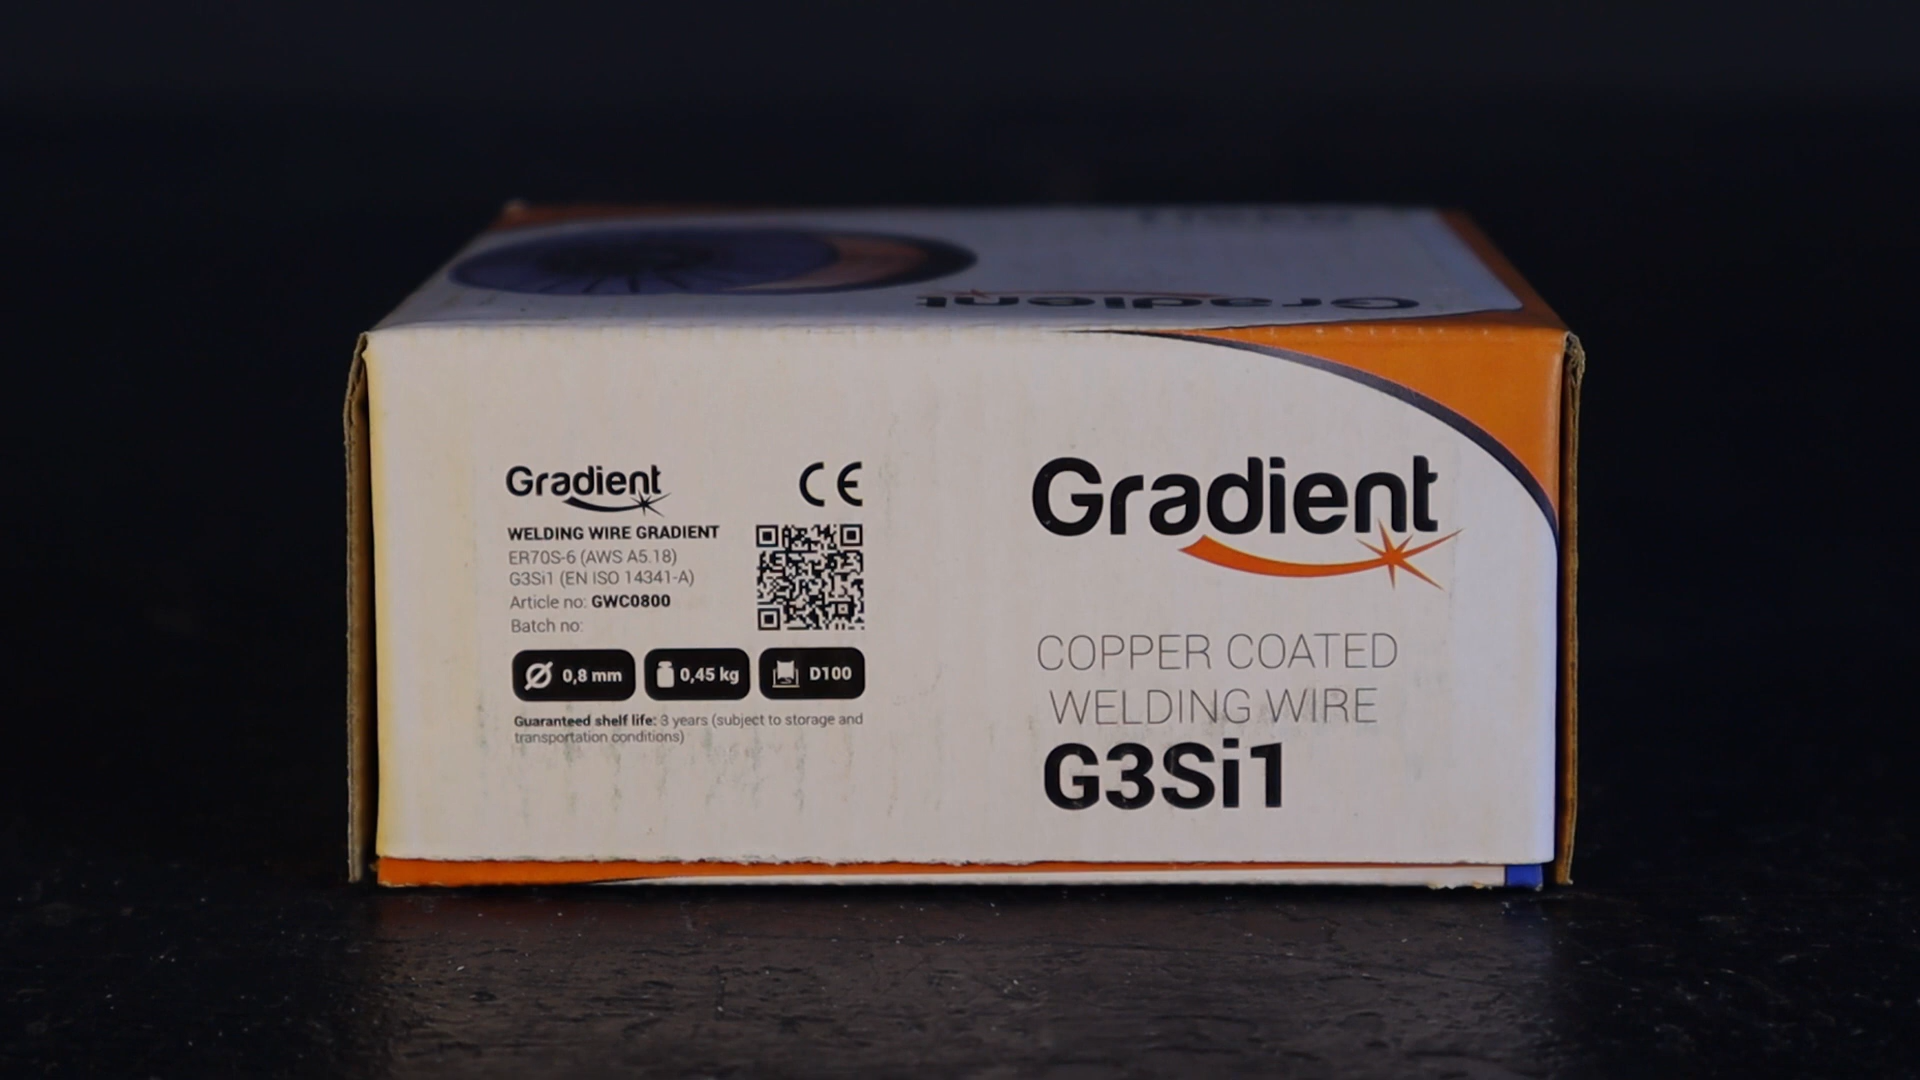 Gradient
Gradient
CE
WELDING WIRE GRADIENT
ER70S-6 (AWS A5.18)
G3Si1 (EN ISO 14341-A)
Article no: GWC0800
Batch no:
0,8 mm
0,45 kg
D100
Guaranteed shelf life: 3 years (subject to storage and
transportation conditions)
Gradient
COPPER COATED
WELDING WIRE
G3Si1